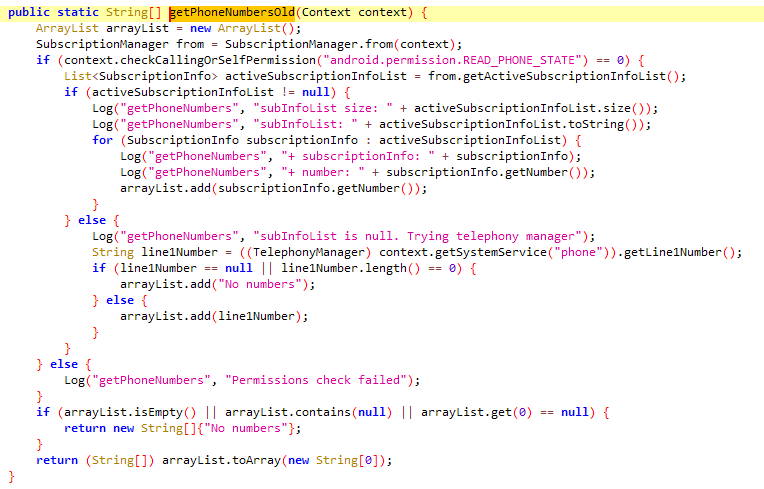 public static String[] getPhoneNumbersOld(Context context) {
    ArrayList arrayList = new ArrayList();
    SubscriptionManager from = SubscriptionManager.from(context);
    if (context.checkCallingOrSelfPermission("android.permission.READ_PHONE_STATE") == 0) {
        List<SubscriptionInfo> activeSubscriptionInfoList = from.getActiveSubscriptionInfoList();
        if (activeSubscriptionInfoList != null) {
            Log("getPhoneNumbers", "subInfoList size: " + activeSubscriptionInfoList.size());
            Log("getPhoneNumbers", "subInfoList: " + activeSubscriptionInfoList.toString());
            for (SubscriptionInfo subscriptionInfo : activeSubscriptionInfoList) {
                Log("getPhoneNumbers", "+ subscriptionInfo: " + subscriptionInfo);
                Log("getPhoneNumbers", "+ number: " + subscriptionInfo.getNumber());
                arrayList.add(subscriptionInfo.getNumber());
            }
        } else {
            Log("getPhoneNumbers", "subInfoList is null. Trying telephony manager");
            String line1Number = ((TelephonyManager) context.getSystemService("phone")).getLine1Number();
            if (line1Number == null || line1Number.length() == 0) {
                arrayList.add("No numbers");
            } else {
                arrayList.add(line1Number);
            }
        }
    } else {
        Log("getPhoneNumbers", "Permissions check failed");
    }
    if (arrayList.isEmpty() || arrayList.contains(null) || arrayList.get(0) == null) {
        return new String[]{"No numbers"};
    }
    return (String[]) arrayList.toArray(new String[0]);
}